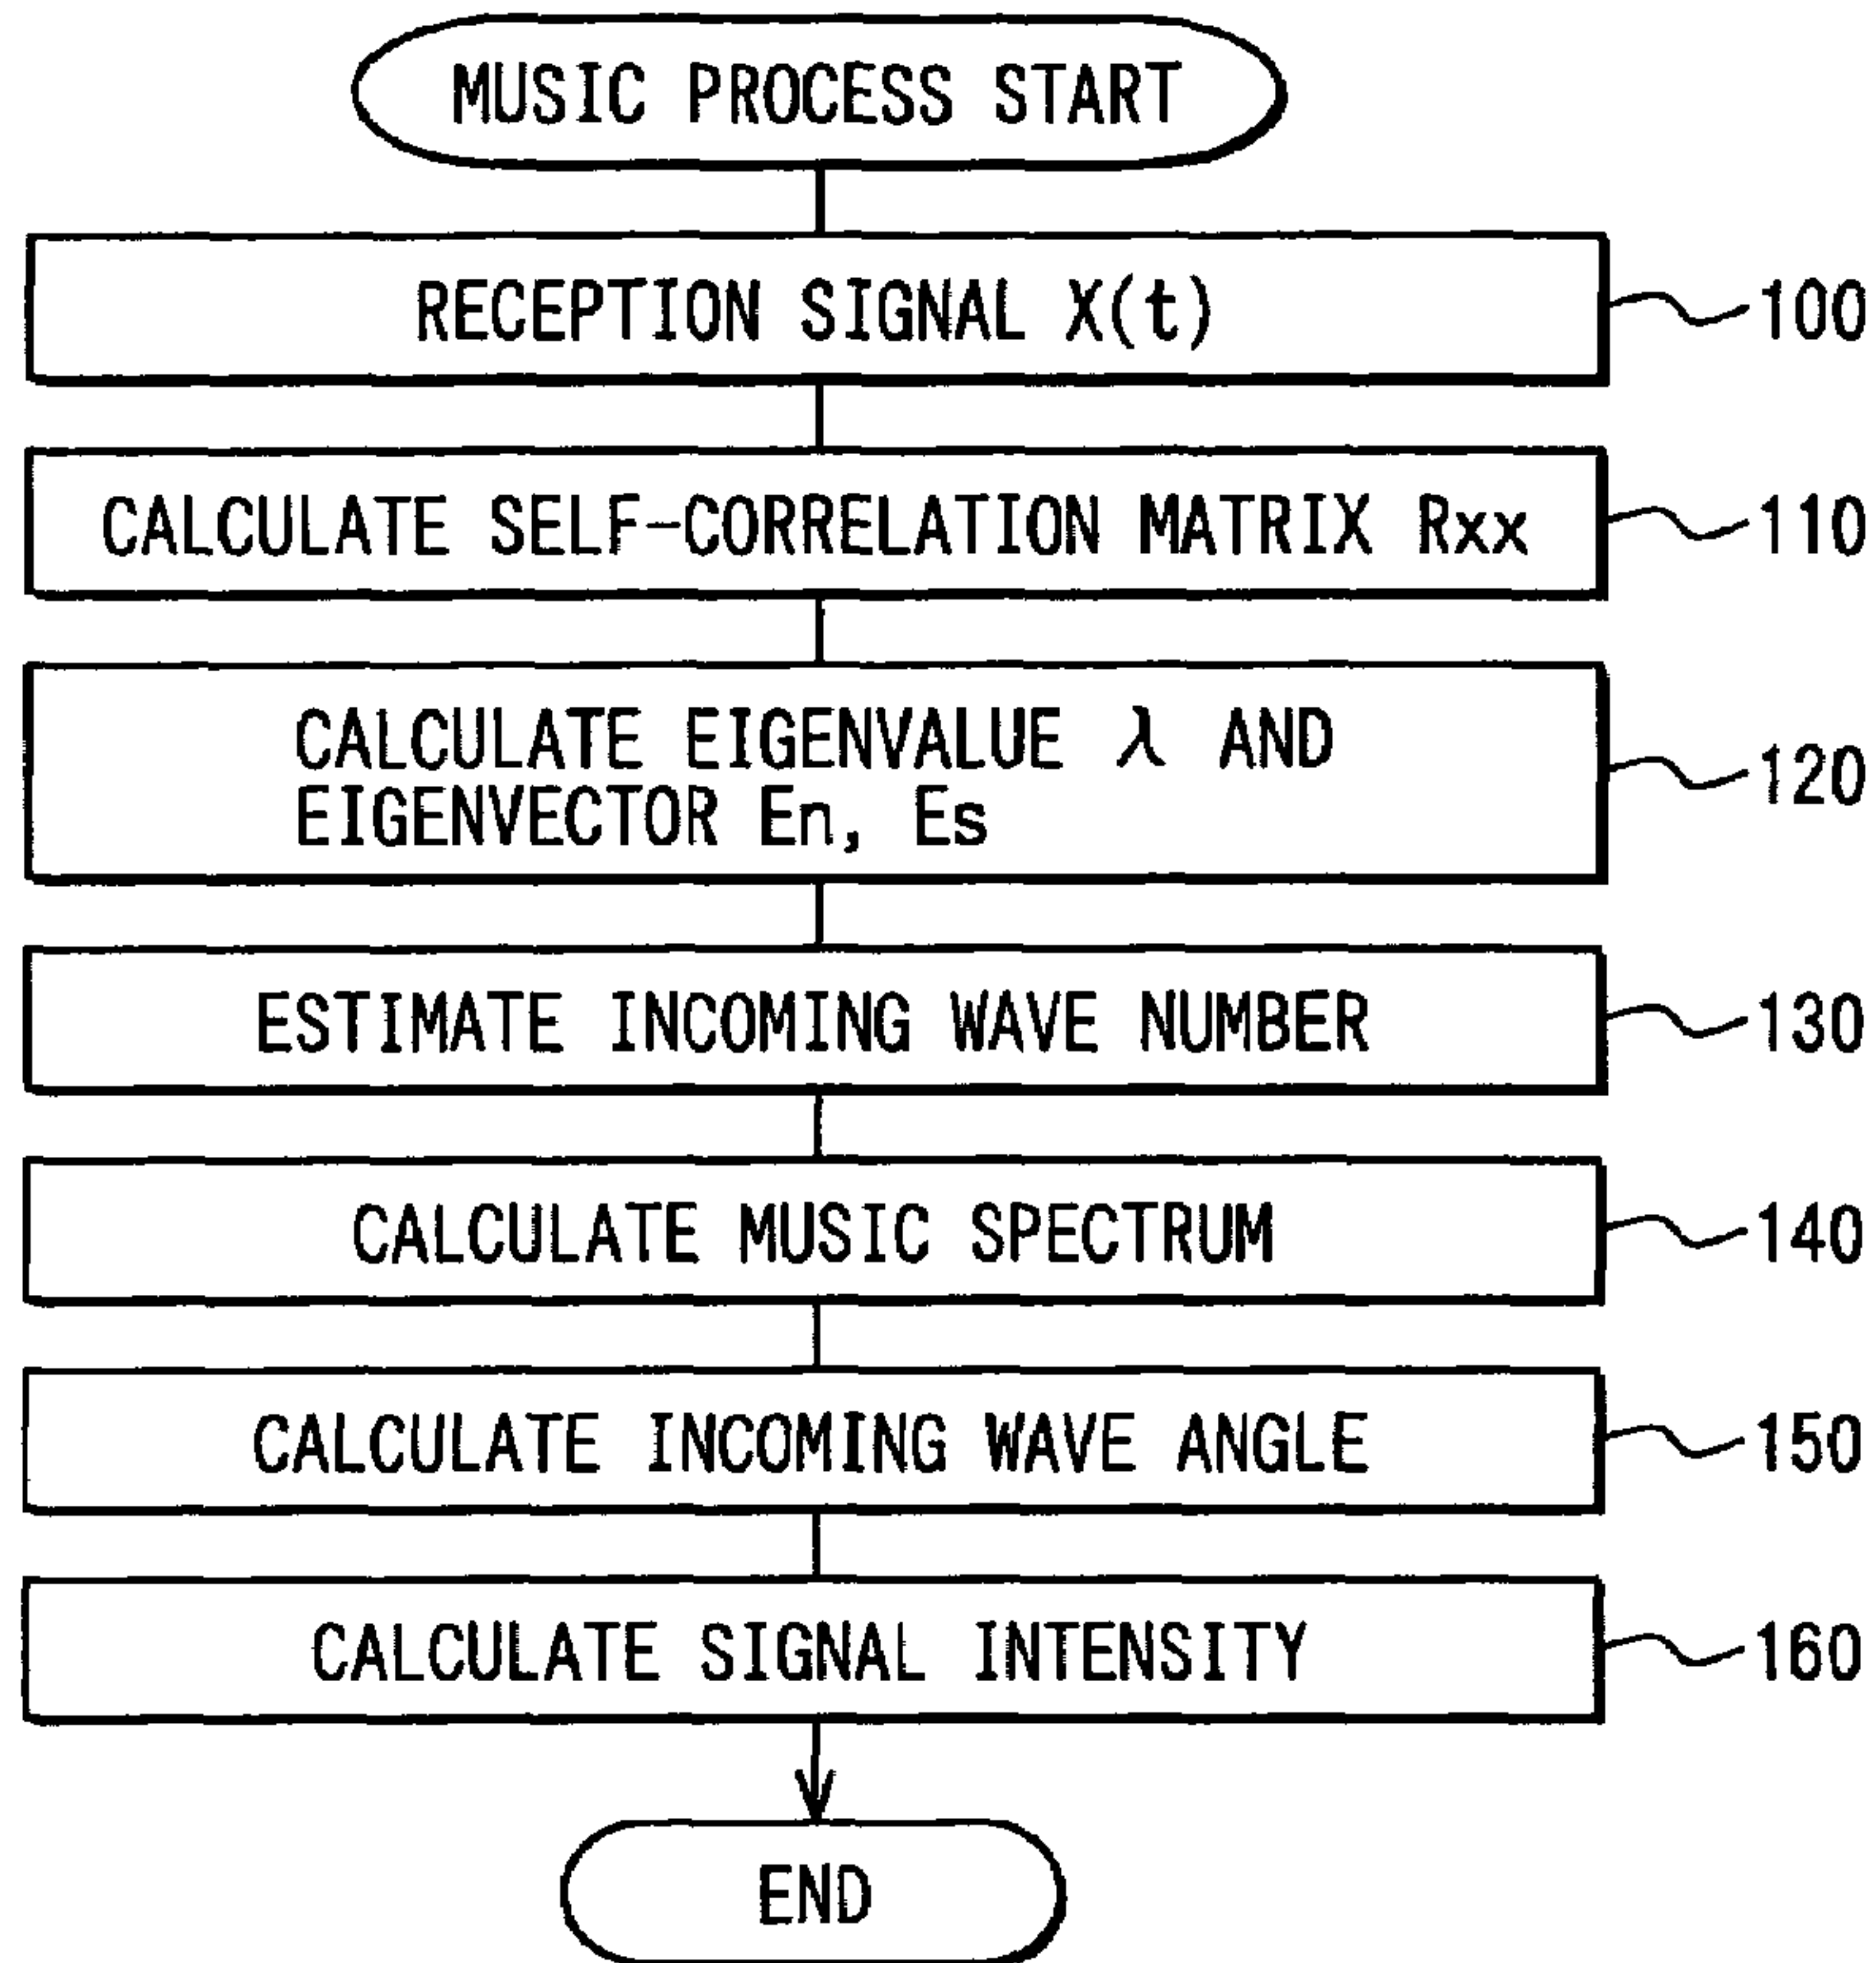 MUSIC PROCESS START
RECEPTION SIGNAL X(t)
100
CALCULATE SELF-CORRELATION MATRIX Rxx
110
CALCULATE EIGENVALUE λ AND
EIGENVECTOR En, Es
120
ESTIMATE INCOMING WAVE NUMBER
130
CALCULATE MUSIC SPECTRUM
140
CALCULATE INCOMING WAVE ANGLE
150
CALCULATE SIGNAL INTENSITY
160
END